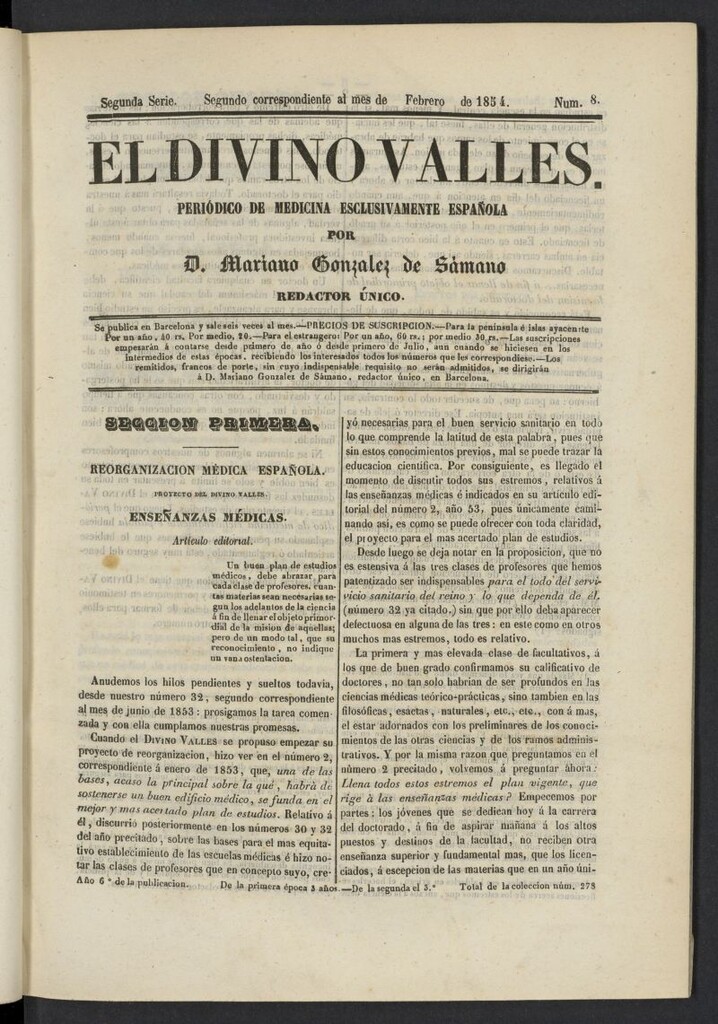 Segunda Serie. Segundo correspondiente al mes de Febrero de 1854. Num. 8.
EL DIVINO VALLES.
PERIÓDICO DE MEDICINA ESCLUSIVAMENTE ESPAÑOLA
POR
D. Mariano Gonzalez de Sámano
REDACTOR ÚNICO.
Se publica en Barcelona y sale seis veces al mes.—PRECIOS DE SUSCRIPCION.—Para la península é islas ayacente
Por un año, 40 rs. Por medio, 20.—Para el estrangero: Por un año, 60 rs.; por medio 30 rs.—Las suscripciones
empesarán á contarse desde primero de año ó desde primero de Julio, aun cuando se hiciesen en los
intermedios de estas épocas, recibiendo los interesados todos los números que les correspondiese.—Los
remitidos, francos de porte, sin cuyo indispensable requisito no serán admitidos, se dirigirán
á D. Mariano Gonzalez de Sámano, redactor único, en Barcelona.
SECCION PRIMERA.
REORGANIZACION MÉDICA ESPAÑOLA.
PROYECTO DEL DIVINO VALLES.
ENSEÑANZAS MÉDICAS.
Artículo editorial.
Un buen plan de estudios
médicos, debe abrazar para
cada clase de profesores, cuan-
tas materias sean necesarias se-
gun los adelantos de la ciencia
á fin de llenar el objeto primor-
dial de la mision de aquellas;
pero de un modo tal, que su
reconocimiento, no indique
un vana ostentacion.
Anudemos los hilos pendientes y sueltos todavia,
desde nuestro número 32, segundo correspondiente
al mes de junio de 1853: prosigamos la tarea comen-
zada y con ella cumplamos nuestras promesas.
Cuando el DIVINO VALLES se propuso empezar su
proyecto de reorganizacion, hizo ver en el número 2,
correspondiente á enero de 1853, que, una de las
bases, acaso la principal sobre la que, habrá de
sostenerse un buen edificio médico, se funda en el
mejor y mas acertado plan de estudios. Relativo á
él, discurrio posteriormente en los números 30 y 32
del año precitado, sobre las bases para el mas equita-
tivo establecimiento de las escuelas médicas é hizo no-
tar las clases de profesores que en concepto suyo, cre-
yó necesarias para el buen servicio sanitario en todo
lo que comprende la latitud de esta palabra, pues que
sin estos conocimientos previos, mal se puede trazar la
educacion científica. Por consiguiente, es llegado el
momento de discutir todos sus estremos, relativos á
las enseñanzas médicas é indicados en su artículo edi-
torial del número 2, año 53, pues únicamente cami-
nando asi, es como se puede ofrecer con toda claridad,
el proyecto para el mas acertado plan de estudios.
Desde luego se deja notar en la proposicion, que no
es estensiva á las tres clases de profesores que hemos
patentizado ser indispensables para el todo del servi-
vicio sanitario del reino y lo que dependa de él,
(número 32 ya citado.) sin que por ello deba aparecer
defectuosa en alguna de las tres: en este como en otros
muchos mas estremos, todo es relativo.
La primera y mas elevada clase de facultativos, á
los que de buen grado confirmamos su calificativo de
doctores, no tan solo habrian de ser profundos en las
ciencias médicas teórico-prácticas, sino tambien en las
filosóficas, esactas, naturales, etc., etc., con á mas,
el estar adornados con los preliminares de los conoci-
mientos de las otras ciencias y de los ramos adminis-
trativos. Y por la misma razon que preguntamos en el
número 2 precitado, volvemos á preguntar áhora:
Llena todos estos estremos el plan vigente, que
rige á las enseñanzas médicas? Empecemos por
partes: los jóvenes que se dedican hoy á la carrera
del doctorado, á fin de aspirar mañana á los altos
puestos y destinos de la facultad, no reciben otra
enseñanza superior y fundamental mas, que los licen-
ciados, á escepcion de las materias que en un año úni-
Año 6º de la publicacion. De la primera época 3 años.—De la segunda el 3.º Total de la coleccion núm. 278